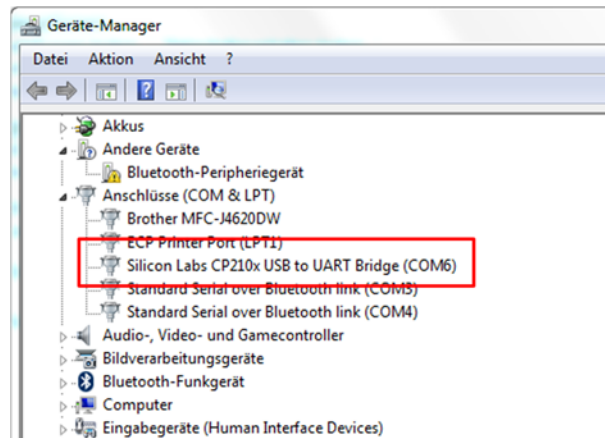 Geräte-Manager
Datei Aktion Ansicht ?
Akkus
Andere Geräte
Bluetooth-Peripheriegerät
Anschlüsse (COM & LPT)
Brother MFC-J4620DW
ECP Printer Port (LPT1)
Silicon Labs CP210x USB to UART Bridge (COM6)
Standard Serial over Bluetooth link (COM3)
Standard Serial over Bluetooth link (COM4)
Audio-, Video- und Gamecontroller
Bildverarbeitungsgeräte
Bluetooth-Funkgerät
Computer
Eingabegeräte (Human Interface Devices)